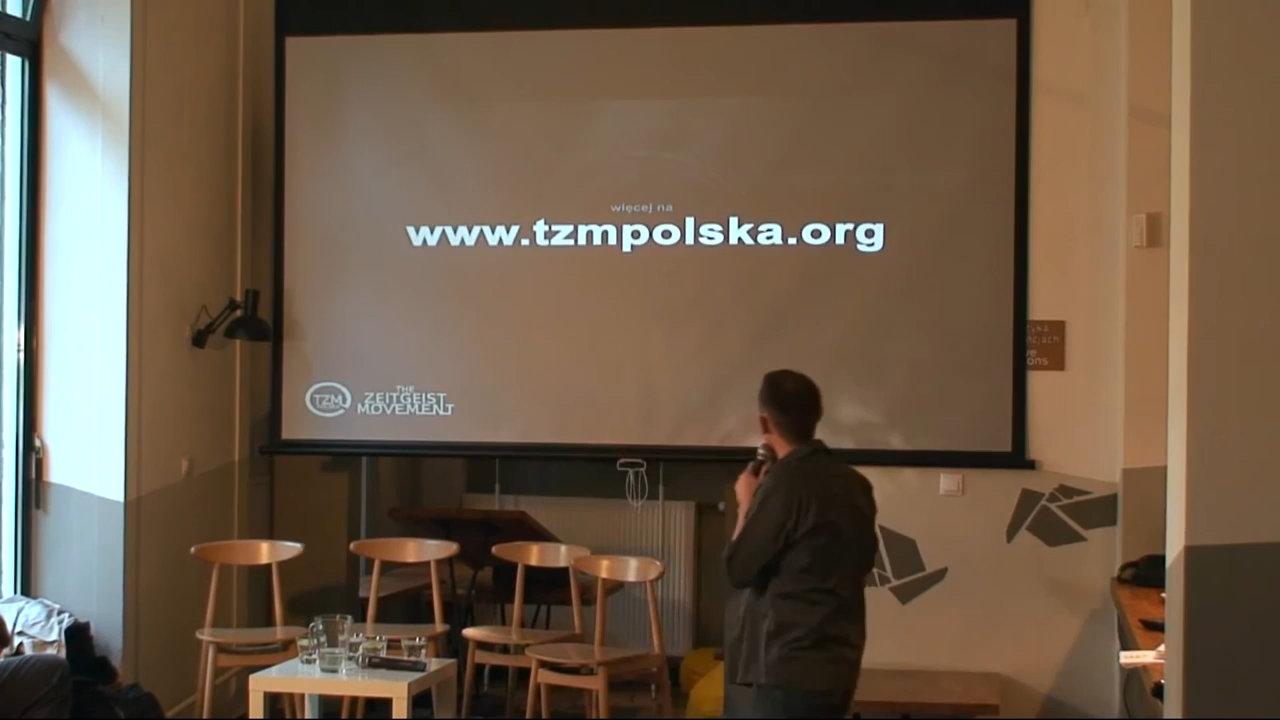 więcej na
www.tzmpolska.org
TZM
THE
ZEITGEIST
MOVEMENT